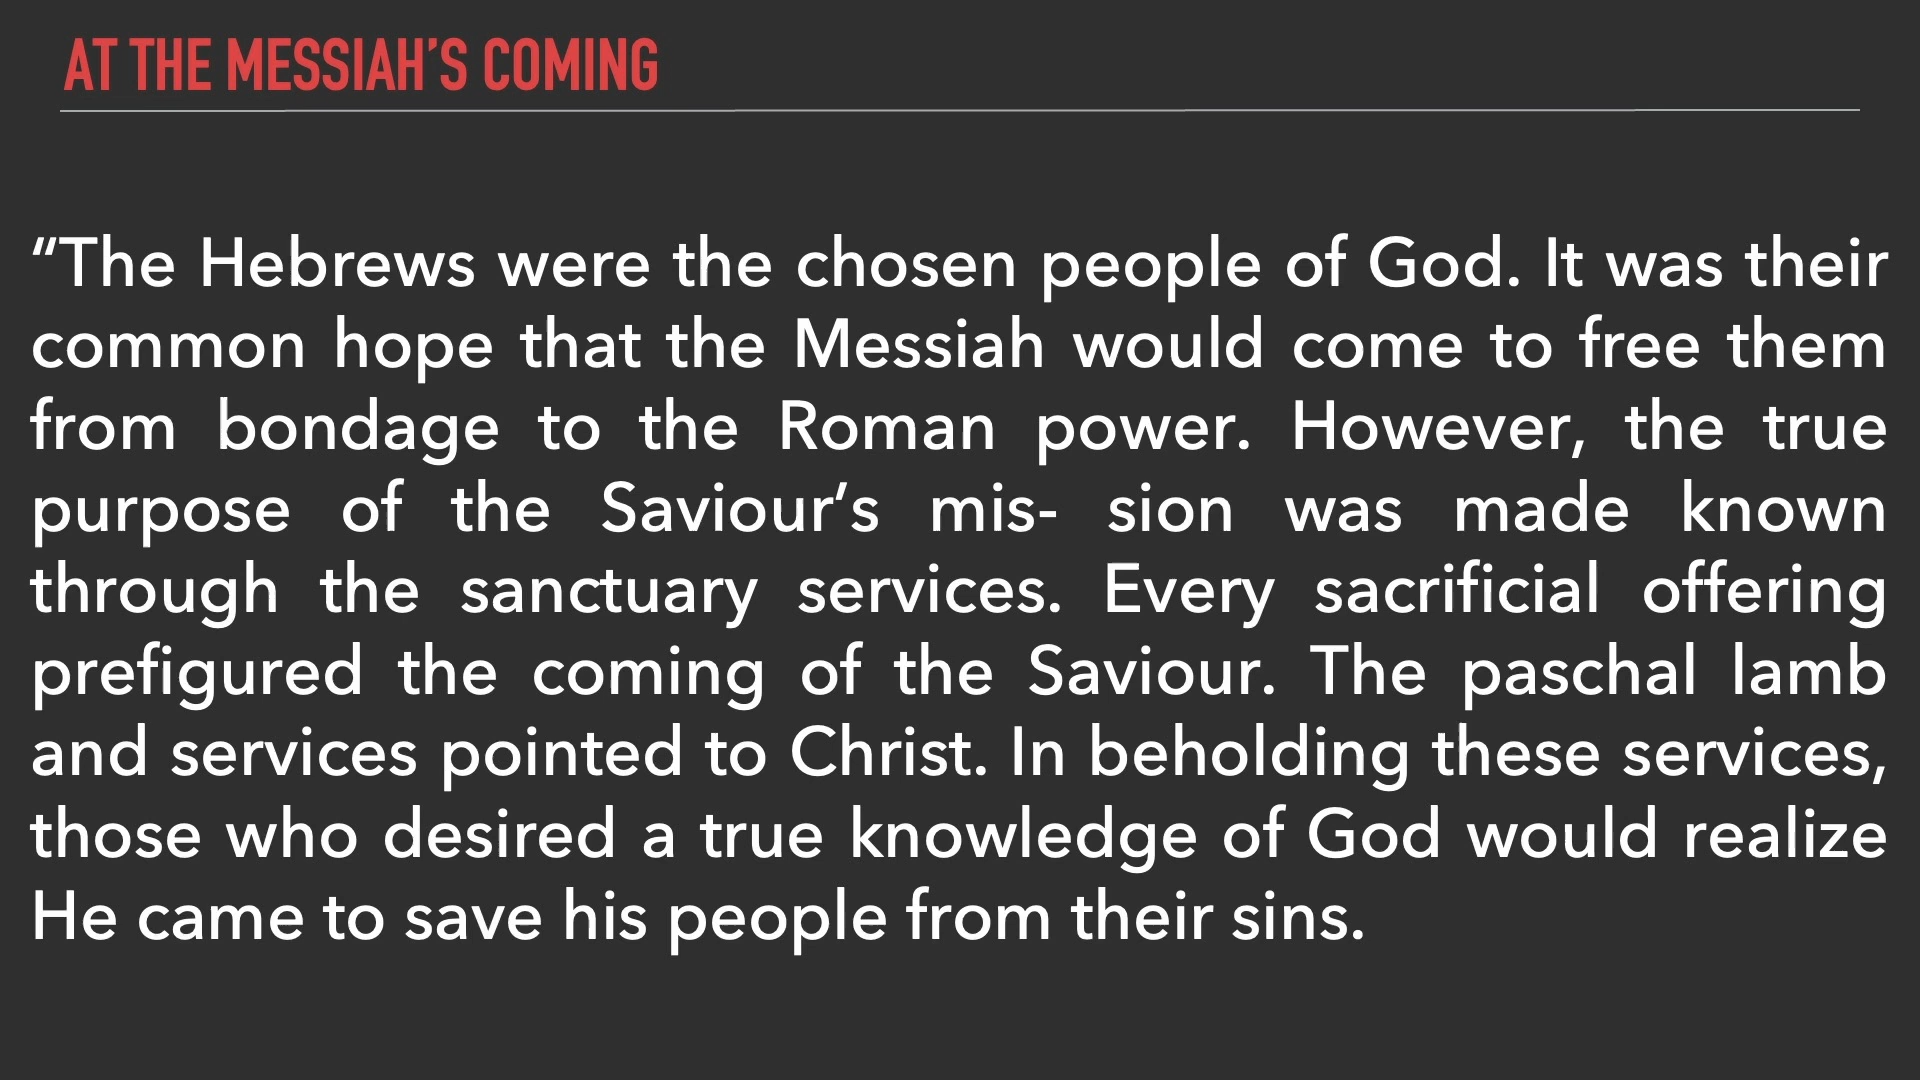 AT THE MESSIAH’S COMING
“The Hebrews were the chosen people of God. It was their
common hope that the Messiah would come to free them
from bondage to the Roman power. However, the true
purpose of the Saviour’s mis- sion was made known
through the sanctuary services. Every sacrificial offering
prefigured the coming of the Saviour. The paschal lamb
and services pointed to Christ. In beholding these services,
those who desired a true knowledge of God would realize
He came to save his people from their sins.